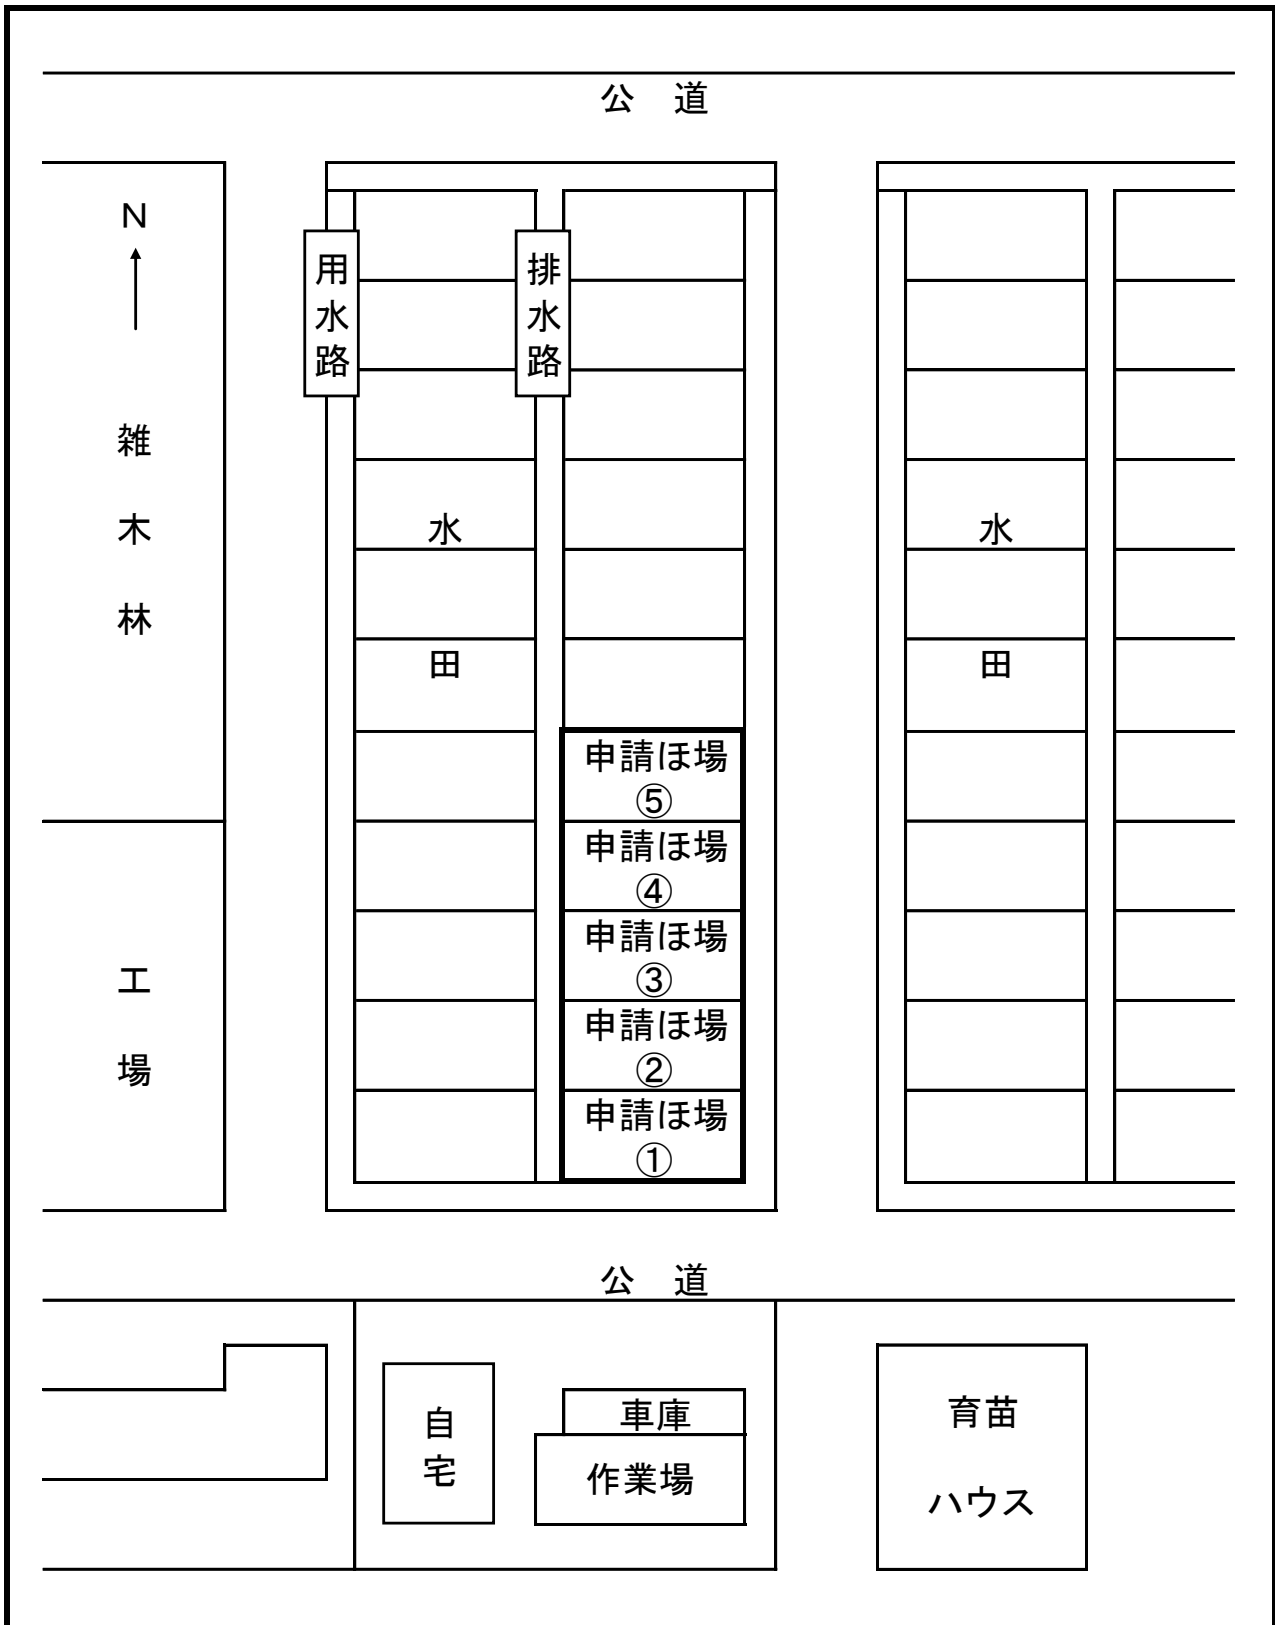 公　道
N
用水路
排水路
雑木林
水田
水田
申請ほ場
⑤
申請ほ場
④
申請ほ場
③
申請ほ場
②
申請ほ場
①
工場
公　道
自宅
車庫
作業場
育苗
ハウス